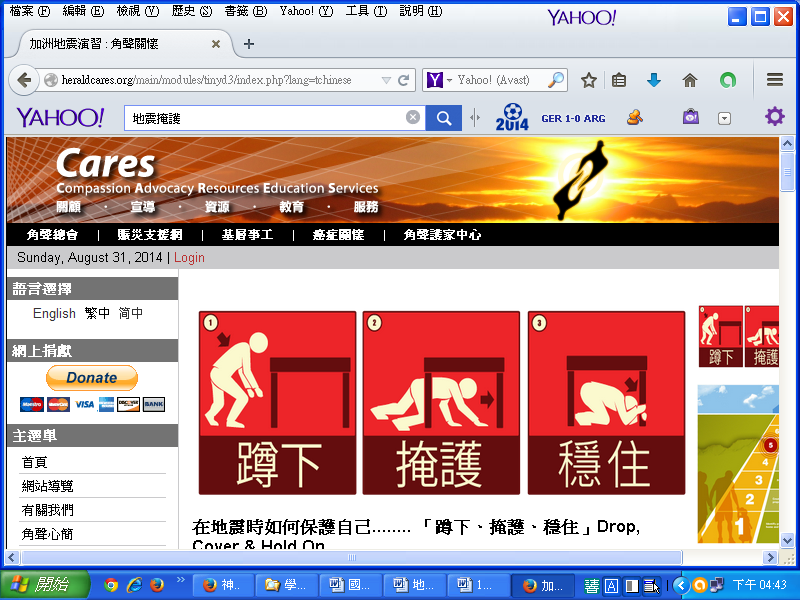 檔案 (F) 編輯 (E) 檢視 (V) 歷史 (S) 書籤 (B) Yahoo! (Y) 工具 (T) 說明 (H)
YAHOO!
加洲地震演習 : 角聲關懷
heraldcares.org/main/modules/tinyd3/index.php?lang=tchinese
Y Yahoo! (Avast)
YAHOO!
地震掩護
2014
GER 1-0 ARG
Cares
Compassion Advocacy Resources Education Services
關顧 · 宣導 · 資源 · 教育 · 服務
角聲總會 | 賑災支援網 | 基層事工 | 癌症關懷 | 角聲護家中心
Sunday, August 31, 2014 | Login
語言選擇
English 繁中 简中
網上捐獻
Donate
Maestro VISA DISCOVER BANK
主選單
首頁
網站導覽
有關我們
角聲心簡
1
蹲下
2
掩護
3
穩住
在地震時如何保護自己........ 「蹲下、掩護、穩住」Drop,
Cover & Hold On
蹲下
掩護
5
4
3
2
1
開始
神...
學...
國...
地...
1...
加...
A
下午 04:43